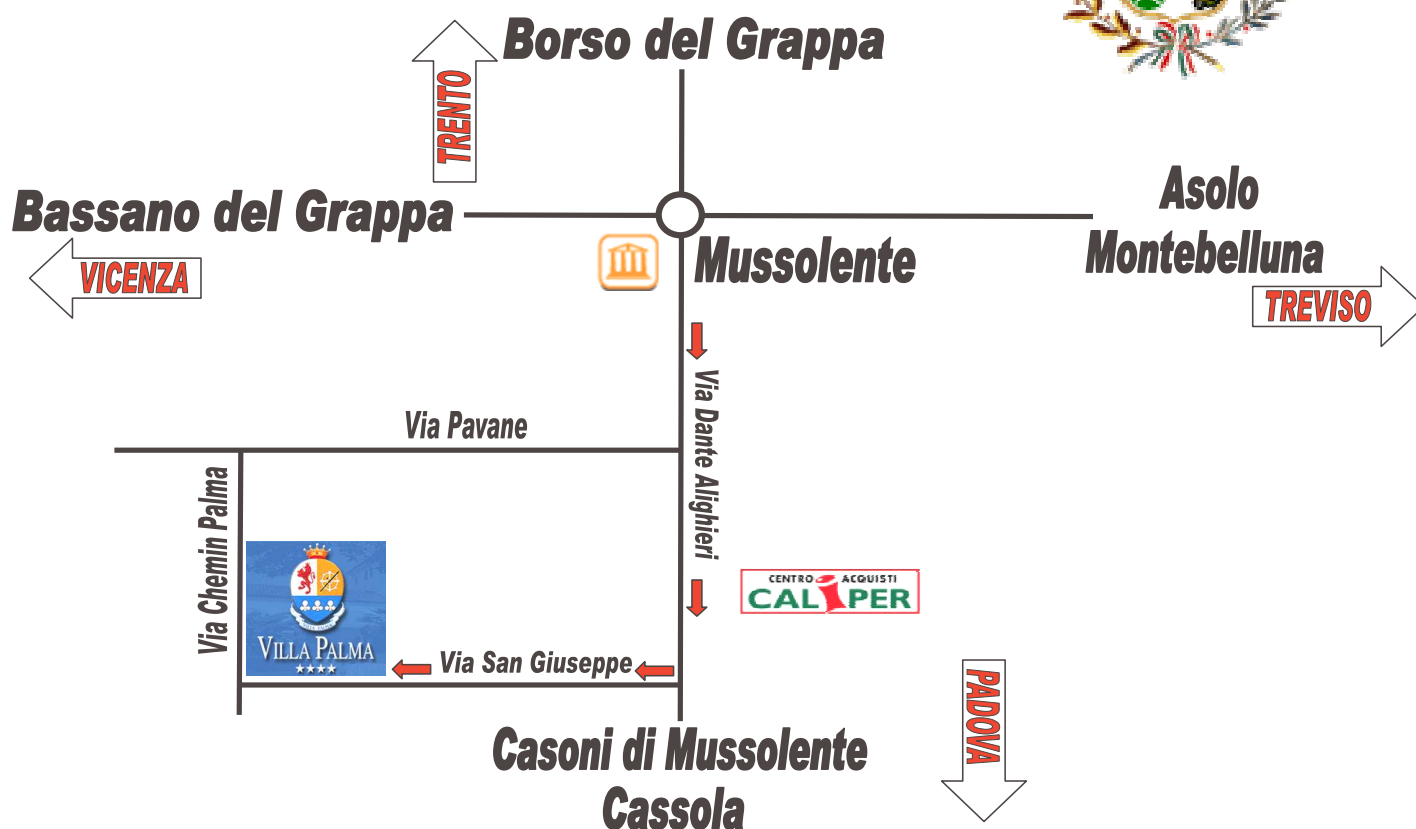 Borso del Grappa
TRENTO
Bassano del Grappa
Asolo
Montebelluna
VICENZA
Mussolente
TREVISO
Via Dante Alighieri
Via Pavane
Via Chemin Palma
VILLA PALMA
CENTRO ACQUISTI
CALIPER
Via San Giuseppe
PADOVA
Casoni di Mussolente
Cassola